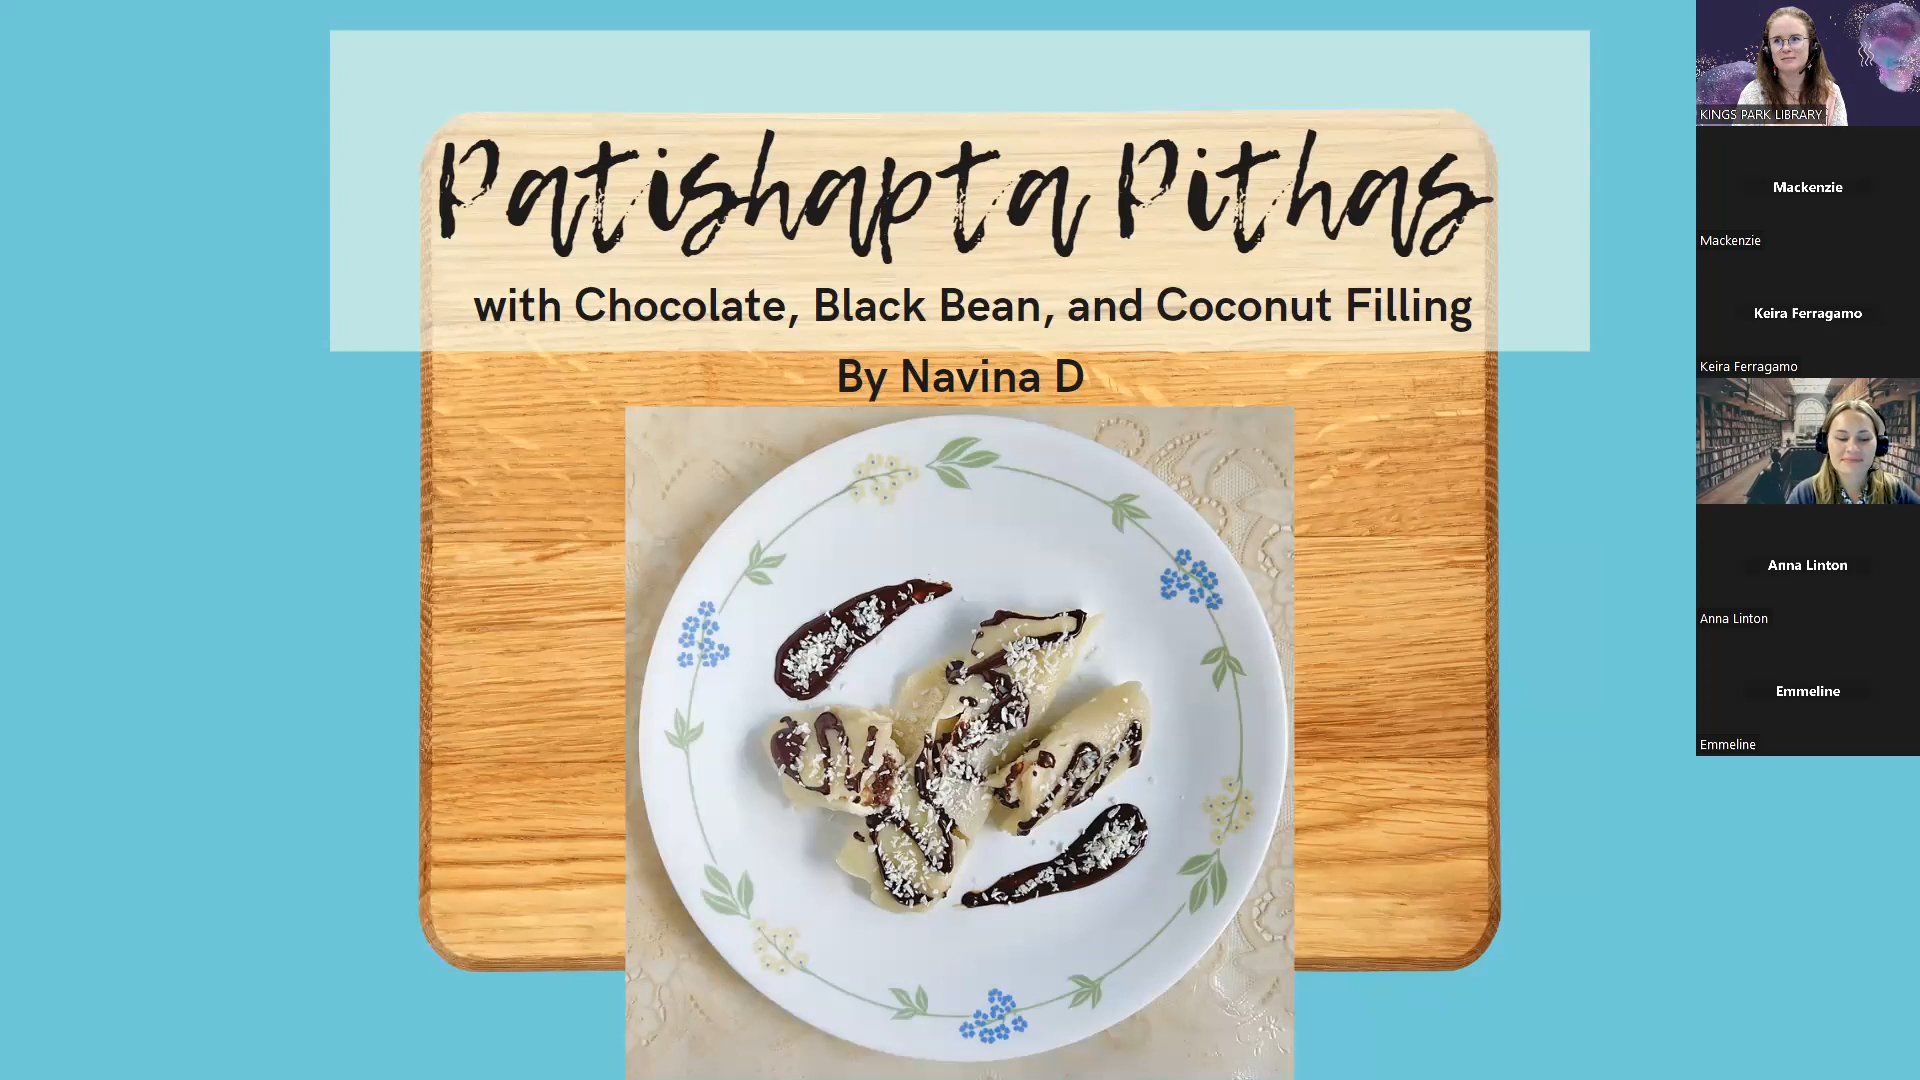 Patishapta Pithas
with Chocolate, Black Bean, and Coconut Filling
By Navina D
KINGS PARK LIBRARY
Mackenzie
Mackenzie
Keira Ferragamo
Keira Ferragamo
Anna Linton
Anna Linton
Emmeline
Emmeline